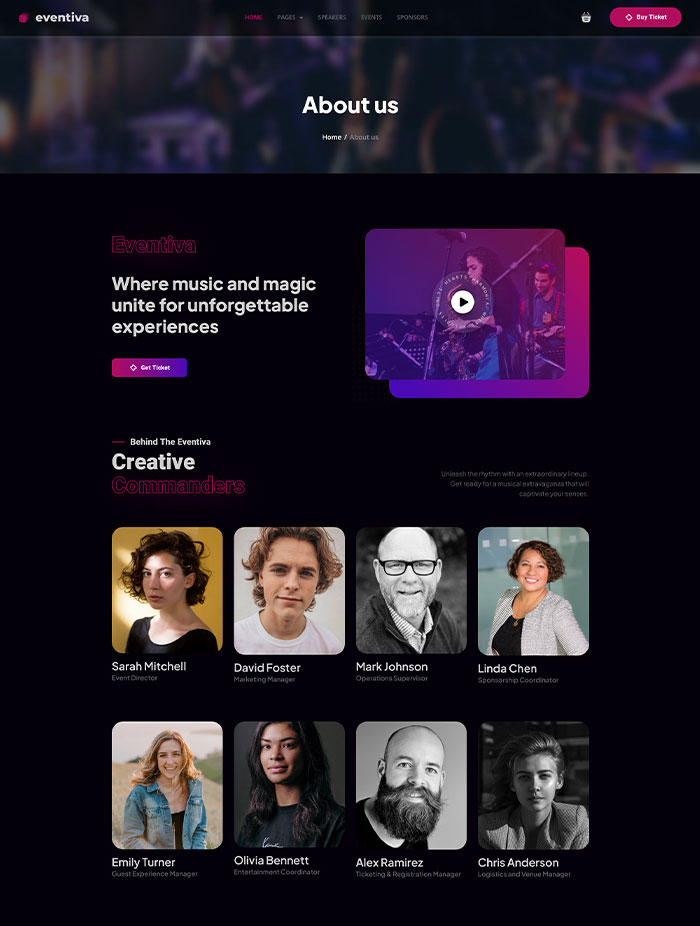 eventiva
HOME PAGES SPEAKERS EVENTS SPONSORS
Buy Ticket
About us
Home / About us
Eventiva
Where music and magic
unite for unforgettable
experiences
Get Ticket
Behind The Eventiva
Creative
Commanders
Unleash the rhythm with an extraordinary lineup.
Get ready for a musical extravaganza that will
captivate your senses.
Sarah Mitchell
Event Director
David Foster
Marketing Manager
Mark Johnson
Operations Supervisor
Linda Chen
Sponsorship Coordinator
Emily Turner
Guest Experience Manager
Olivia Bennett
Entertainment Coordinator
Alex Ramirez
Ticketing & Registration Manager
Chris Anderson
Logistics and Venue Manager